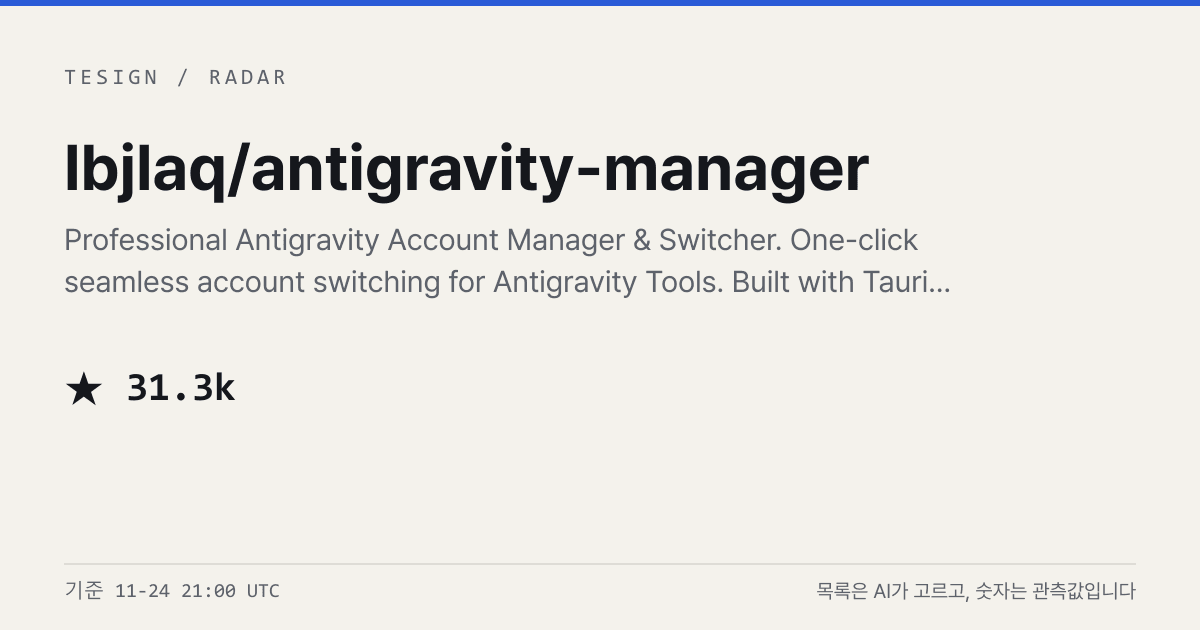 TESIGN / RADAR
lbjlaq/antigravity-manager
Professional Antigravity Account Manager & Switcher. One-click
seamless account switching for Antigravity Tools. Built with Tauri…
★ 31.3k
기준 11-24 21:00 UTC
목록은 AI가 고르고, 숫자는 관측값입니다